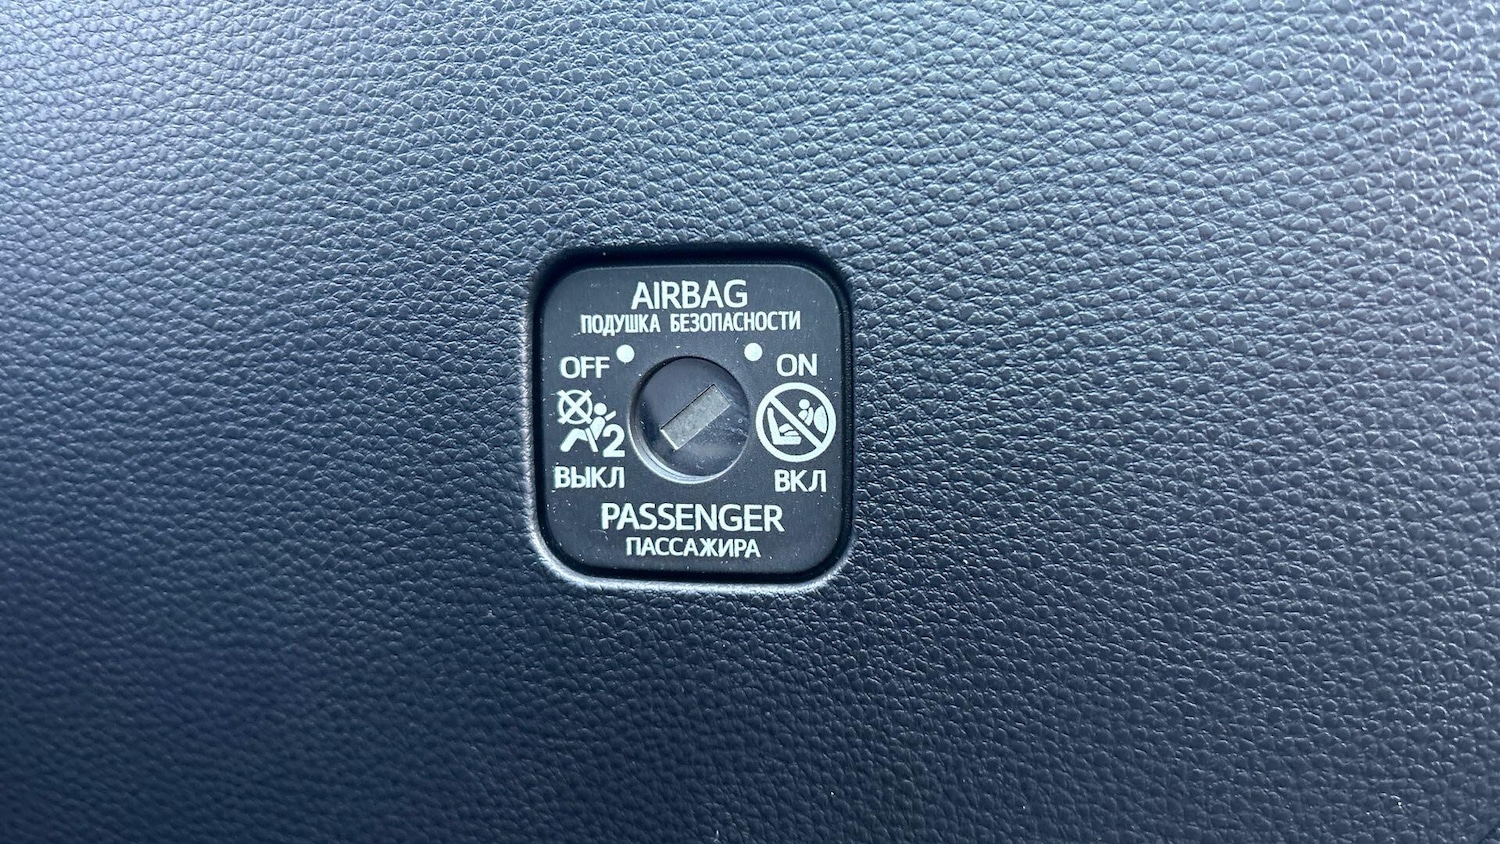 AIRBAG
ПОДУШКА БЕЗОПАСНОСТИ
OFF ON
2
ВЫКЛ ВКЛ
PASSENGER
ПАССАЖИРА